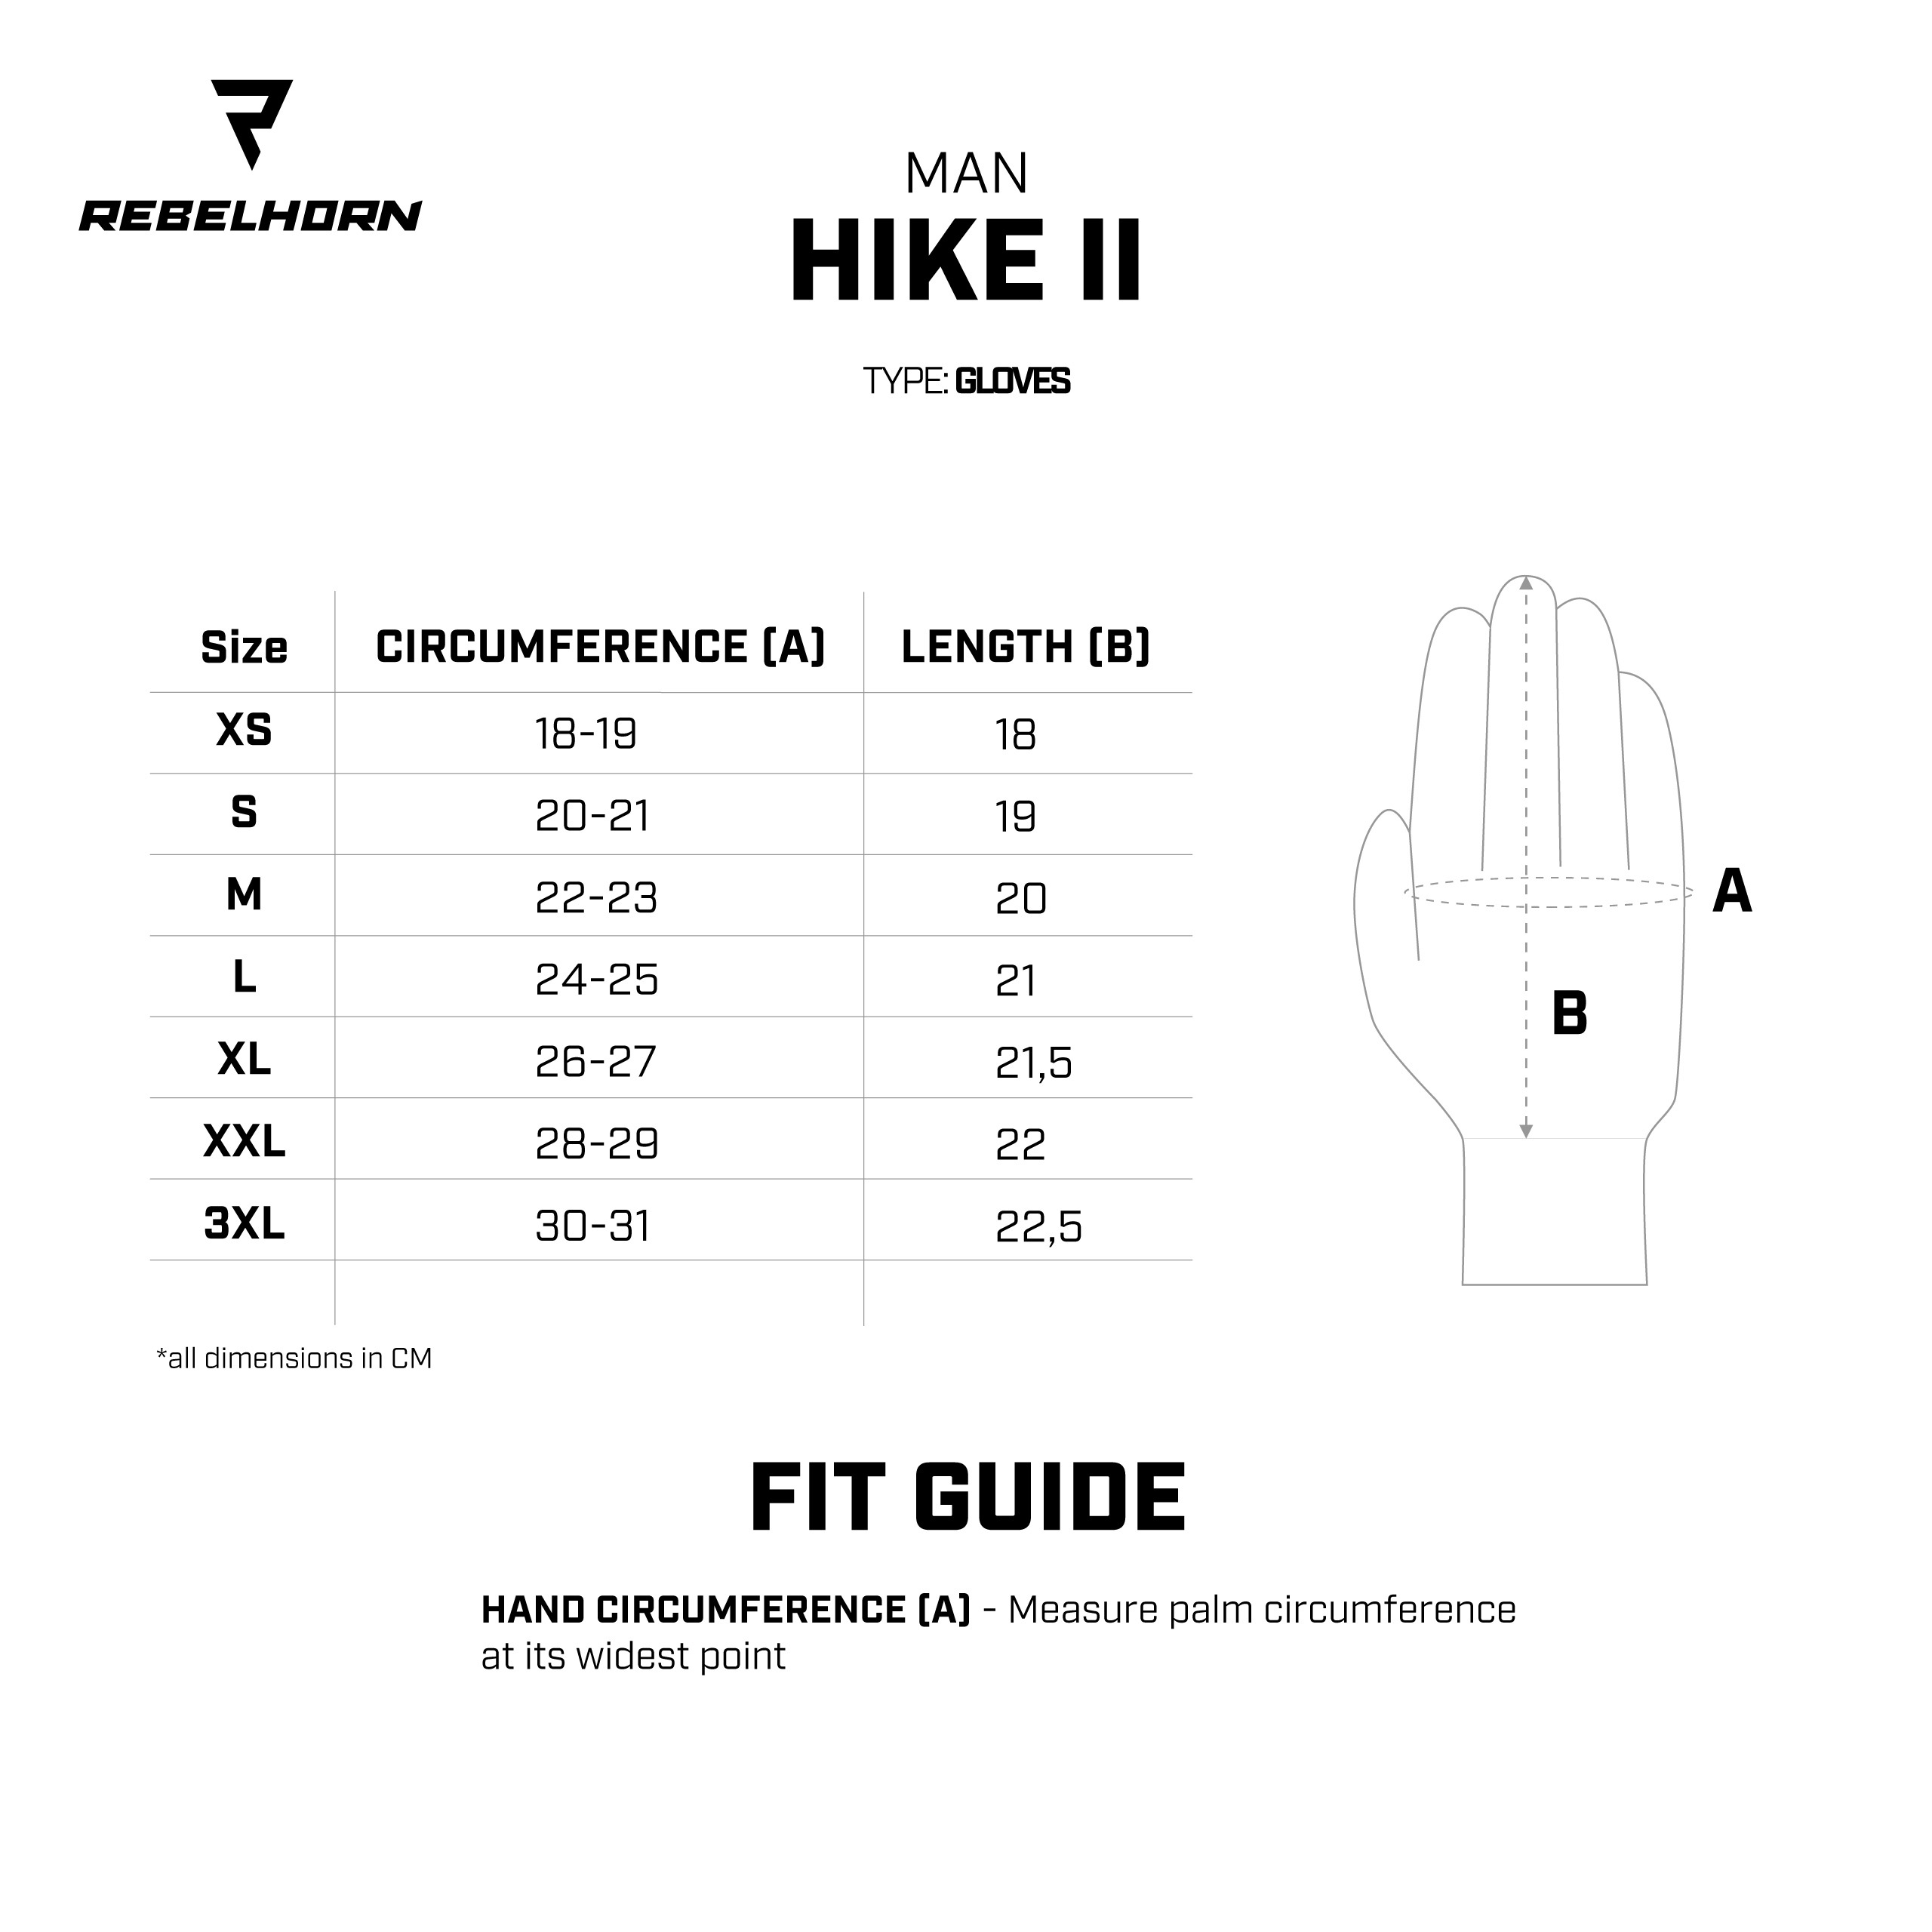 REBELHORN
MAN
HIKE II
TYPE: GLOVES
Size CIRCUMFERENCE (A) LENGTH (B)
XS 18-19 18
S 20-21 19
M 22-23 20
L 24-25 21
XL 26-27 21,5
XXL 28-29 22
3XL 30-31 22,5
A
B
*all dimensions in CM
FIT GUIDE
HAND CIRCUMFERENCE (A) - Measure palm circumference
at its widest point